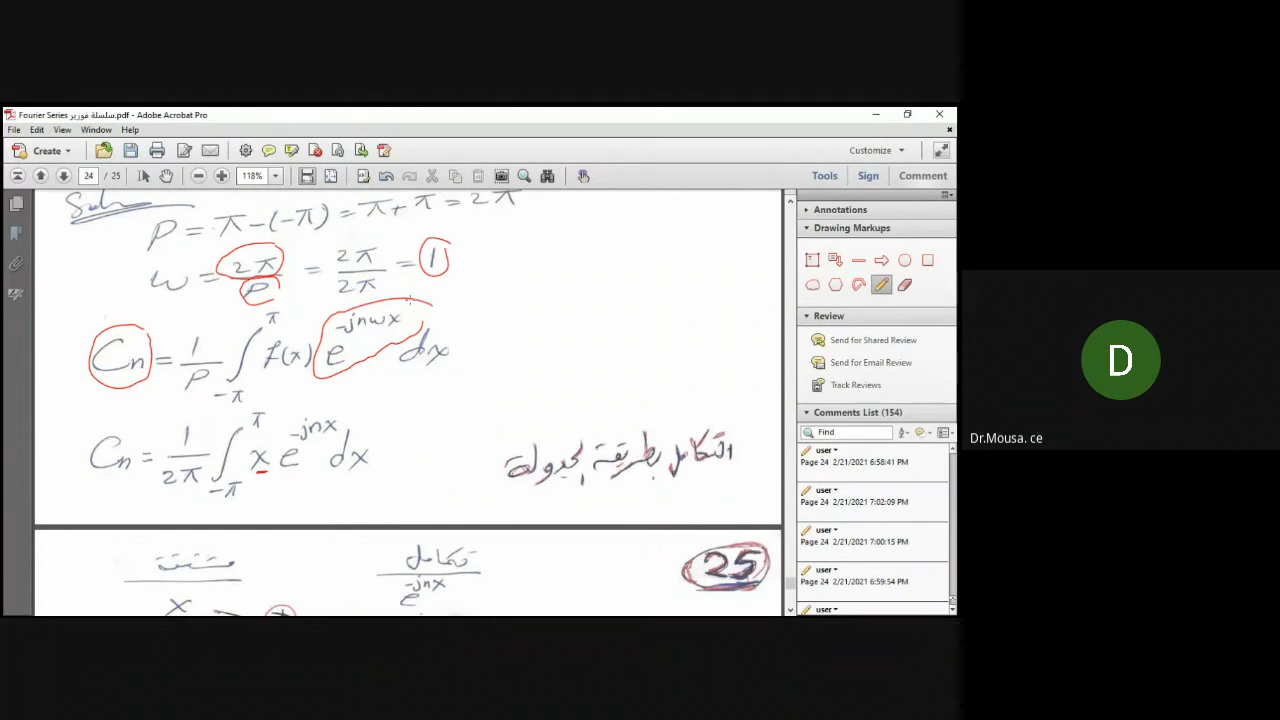 Fourier Series سلسلة فورير.pdf - Adobe Acrobat Pro
File Edit View Window Help
Create Customize
24 / 25 118% Tools Sign Comment
Soln
P = π - (-π) = π + π = 2π
w = 2π/P = 2π/2π = 1
Cn = 1/P ∫_{-π}^{π} f(x) e^{-jnwx} dx
Cn = 1/2π ∫_{-π}^{π} x e^{-jnx} dx
التكامل بطريقة الجدولة
مشتقة تكامل 25
x + e^{-jnx}
Annotations
Drawing Markups
Review
Send for Shared Review
Send for Email Review
Track Reviews
Comments List (154)
Find
user
Page 24 2/21/2021 6:58:41 PM
user
Page 24 2/21/2021 7:02:09 PM
user
Page 24 2/21/2021 7:00:15 PM
user
Page 24 2/21/2021 6:59:54 PM
user
D
Dr.Mousa. ce